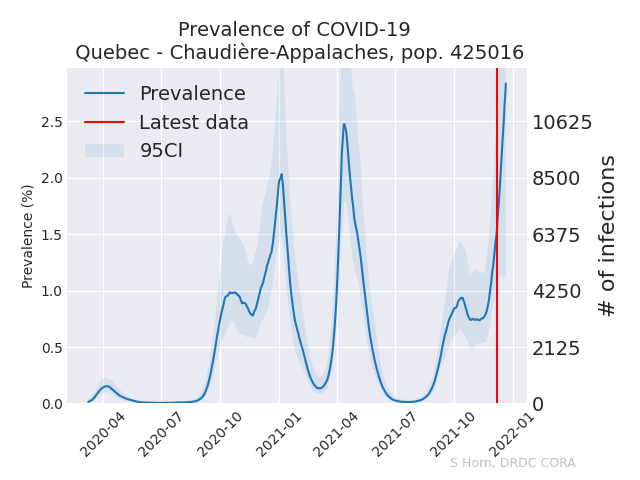 Prevalence of COVID-19
Quebec - Chaudière-Appalaches, pop. 425016
Prevalence
Latest data
95CI
Prevalence (%)
2.5
2.0
1.5
1.0
0.5
0.0
10625
8500
6375
4250
2125
0
# of infections
2020-04
2020-07
2020-10
2021-01
2021-04
2021-07
2021-10
2022-01
S Horn, DRDC CORA